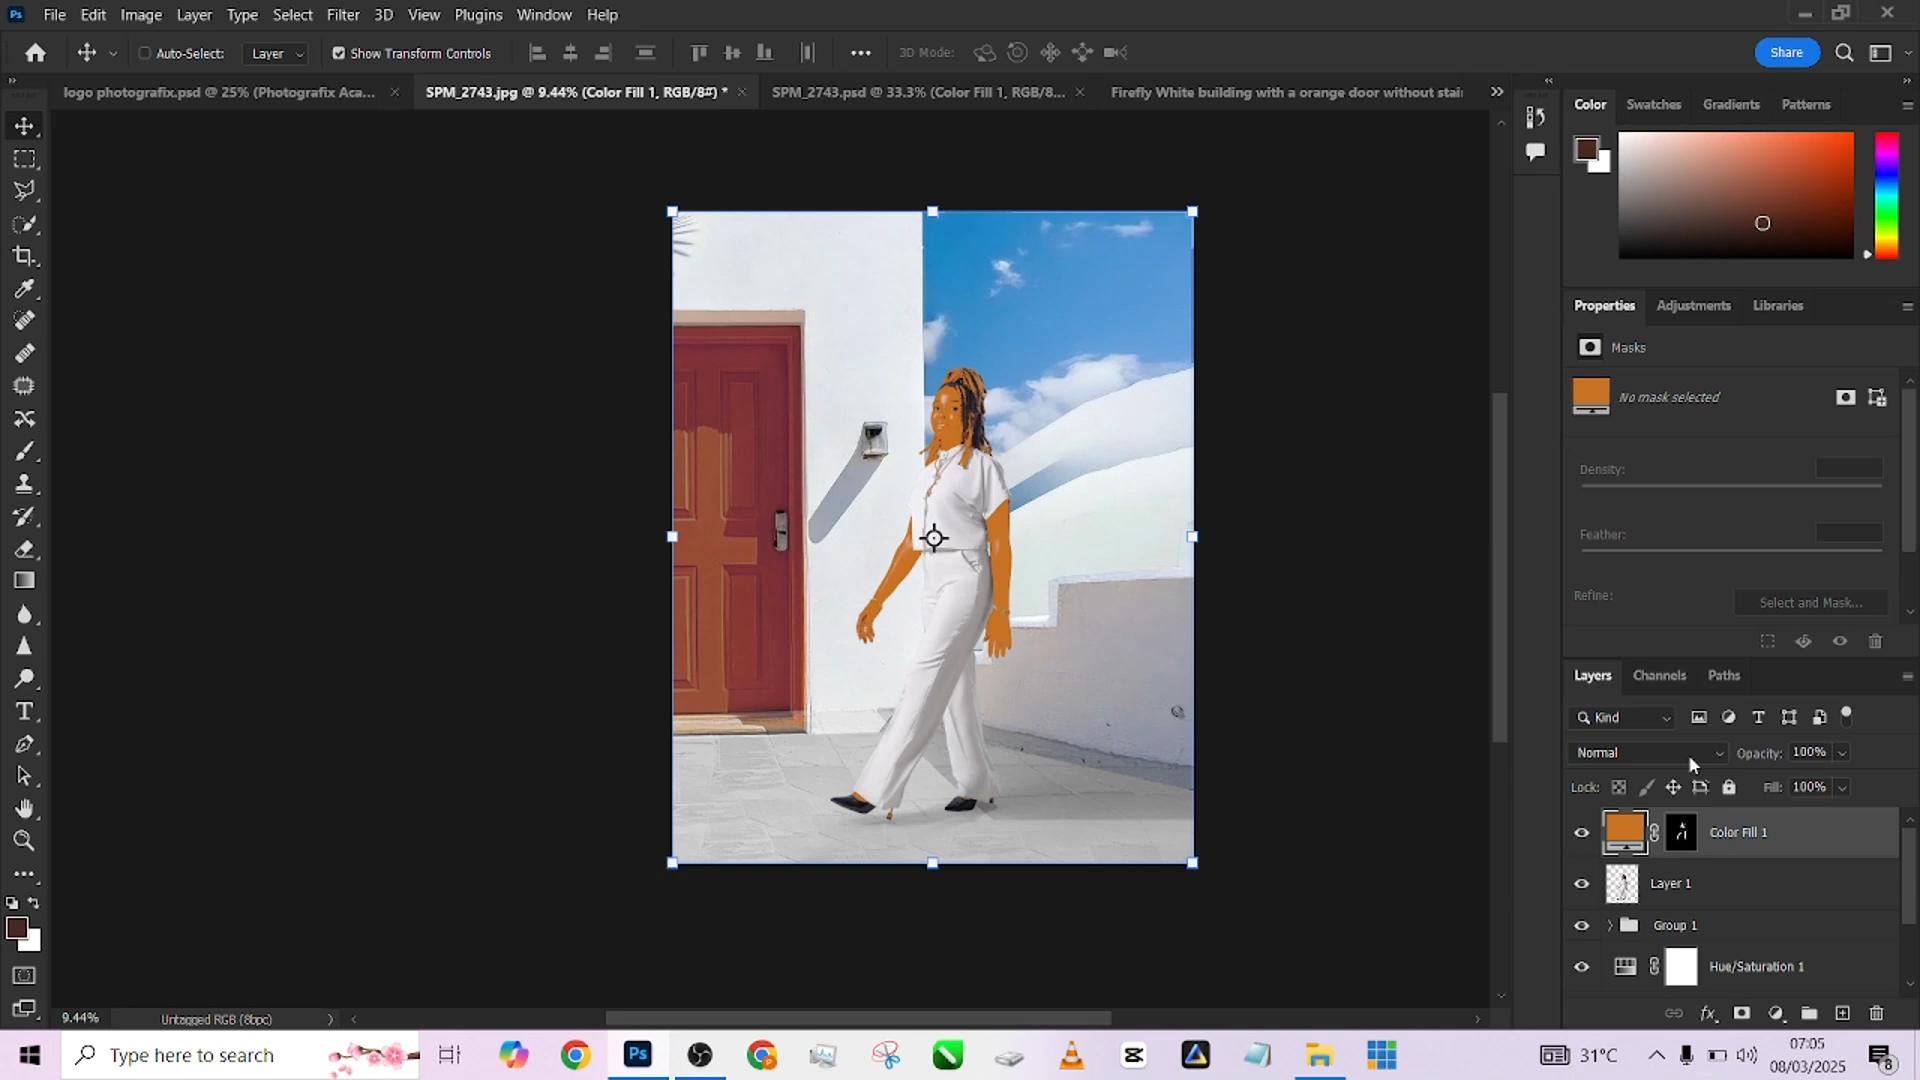 File Edit Image Layer Type Select Filter 3D View Plugins Window Help
Auto-Select: Layer Show Transform Controls 3D Mode: Share
logo photografix.psd @ 25% (Photografix Aca... SPM_2743.jpg @ 9.44% (Color Fill 1, RGB/8#) * SPM_2743.psd @ 33.3% (Color Fill 1, RGB/8... Firefly White building with a orange door without stai
Color Swatches Gradients Patterns
Properties Adjustments Libraries
Masks
No mask selected
Density:
Feather:
Refine: Select and Mask...
Layers Channels Paths
Kind
Normal Opacity: 100%
Lock: Fill: 100%
Color Fill 1
Layer 1
Group 1
Hue/Saturation 1
fx
9.44% Untagged RGB (8bpc)
Type here to search
31°C
07:05
08/03/2025
8